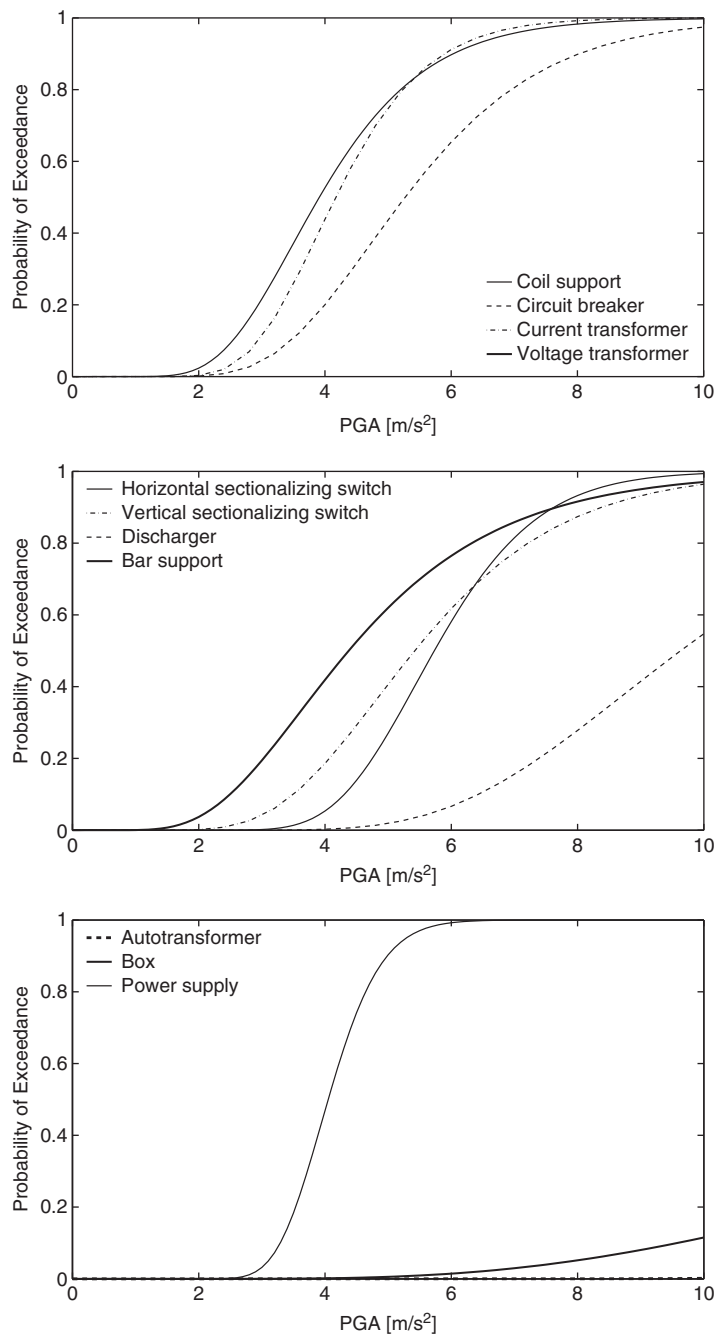 1
0.8
0.6
0.4
0.2
0
Probability of Exceedance
Coil support
Circuit breaker
Current transformer
Voltage transformer
0 2 4 6 8 10
PGA [m/s²]
1
0.8
0.6
0.4
0.2
0
Probability of Exceedance
Horizontal sectionalizing switch
Vertical sectionalizing switch
Discharger
Bar support
0 2 4 6 8 10
PGA [m/s²]
1
0.8
0.6
0.4
0.2
0
Probability of Exceedance
Autotransformer
Box
Power supply
0 2 4 6 8 10
PGA [m/s²]